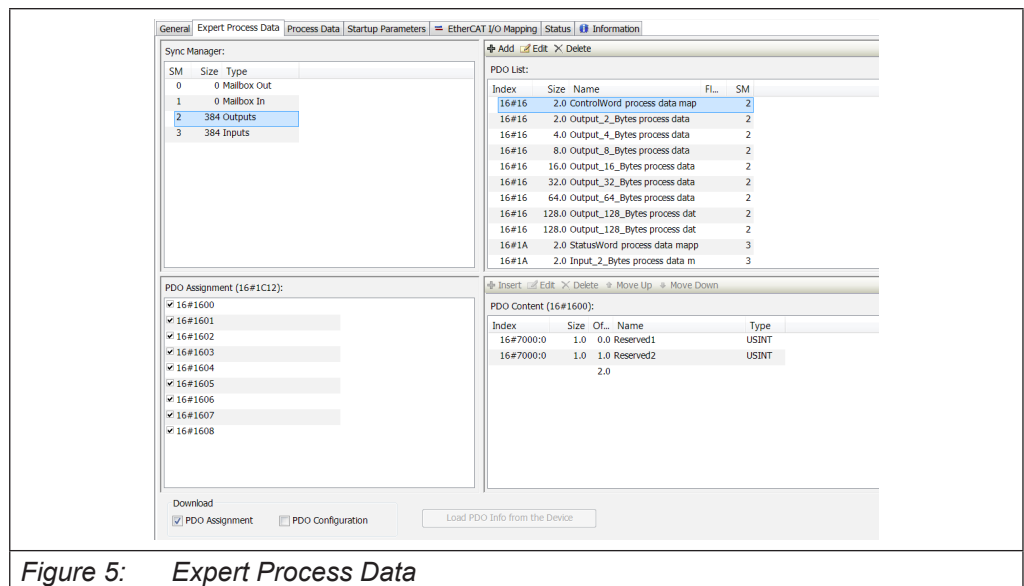 General Expert Process Data Process Data Startup Parameters EtherCAT I/O Mapping Status Information
Sync Manager:
SM Size Type
0 0 Mailbox Out
1 0 Mailbox In
2 384 Outputs
3 384 Inputs
Add Edit Delete
PDO List:
Index Size Name Fl... SM
16#16 2.0 ControlWord process data map 2
16#16 2.0 Output_2_Bytes process data 2
16#16 4.0 Output_4_Bytes process data 2
16#16 8.0 Output_8_Bytes process data 2
16#16 16.0 Output_16_Bytes process data 2
16#16 32.0 Output_32_Bytes process data 2
16#16 64.0 Output_64_Bytes process data 2
16#16 128.0 Output_128_Bytes process dat 2
16#16 128.0 Output_128_Bytes process dat 2
16#1A 2.0 StatusWord process data mapp 3
16#1A 2.0 Input_2_Bytes process data m 3
PDO Assignment (16#1C12):
16#1600
16#1601
16#1602
16#1603
16#1604
16#1605
16#1606
16#1607
16#1608
Insert Edit Delete Move Up Move Down
PDO Content (16#1600):
Index Size Of... Name Type
16#7000:0 1.0 0.0 Reserved1 USINT
16#7000:0 1.0 1.0 Reserved2 USINT
2.0
Download
PDO Assignment PDO Configuration Load PDO Info from the Device
Figure 5: Expert Process Data